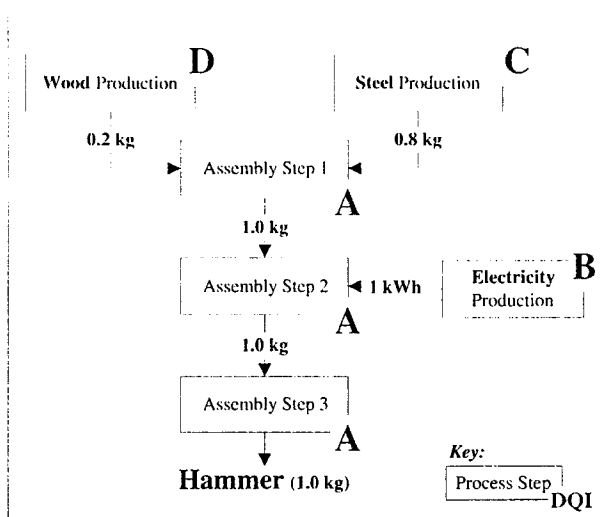 D
Wood Production
C
Steel Production
0.2 kg
0.8 kg
Assembly Step 1
A
1.0 kg
B
Assembly Step 2
1 kWh
Electricity
Production
A
1.0 kg
Assembly Step 3
A
Hammer (1.0 kg)
Key:
Process Step
DQI